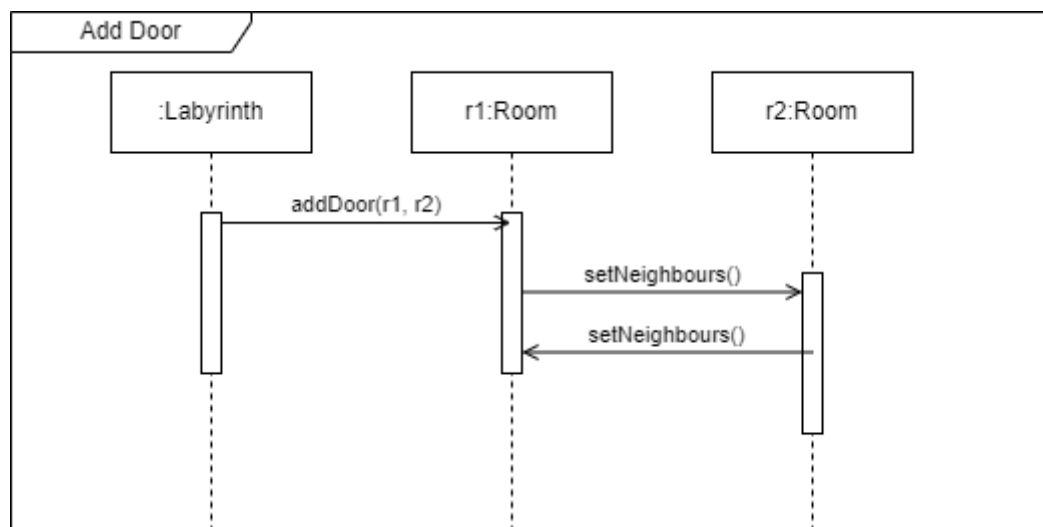 Add Door
:Labyrinth
r1:Room
r2:Room
addDoor(r1, r2)
setNeighbours()
setNeighbours()